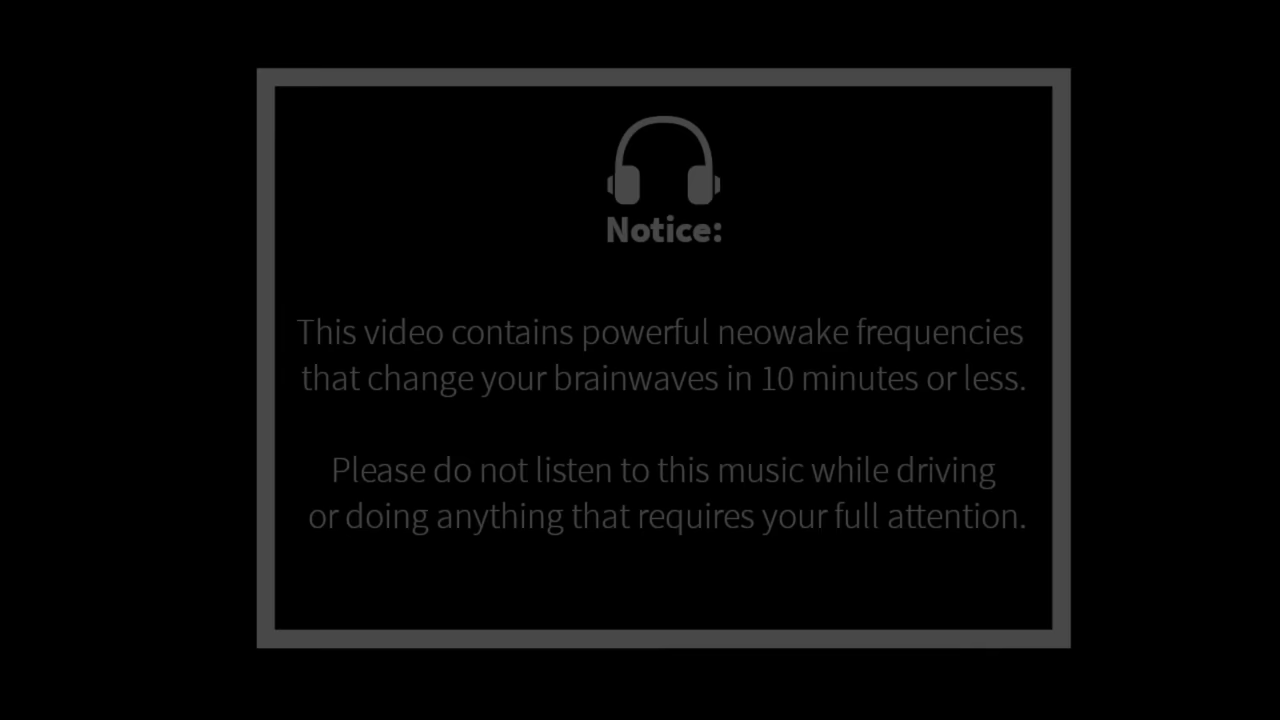 Notice:
This video contains powerful neowake frequencies
that change your brainwaves in 10 minutes or less.
Please do not listen to this music while driving
or doing anything that requires your full attention.